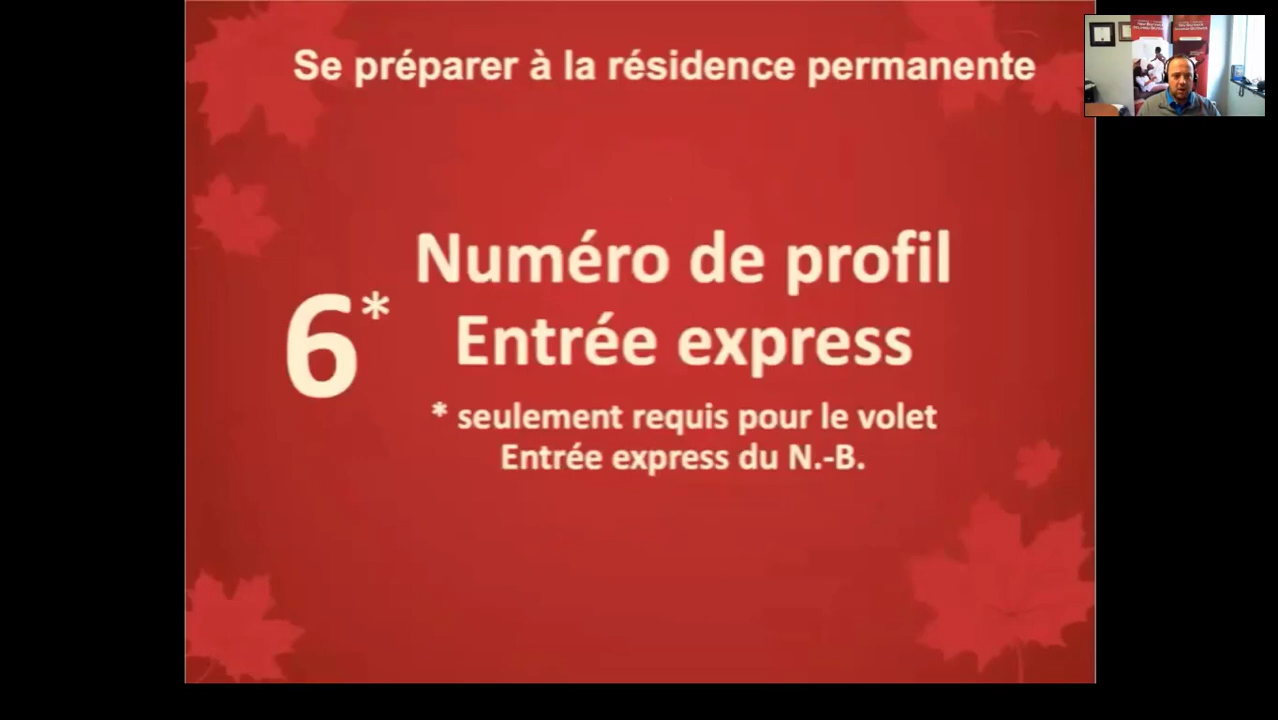 Se préparer à la résidence permanente
6*
Numéro de profil
Entrée express
* seulement requis pour le volet
Entrée express du N.-B.